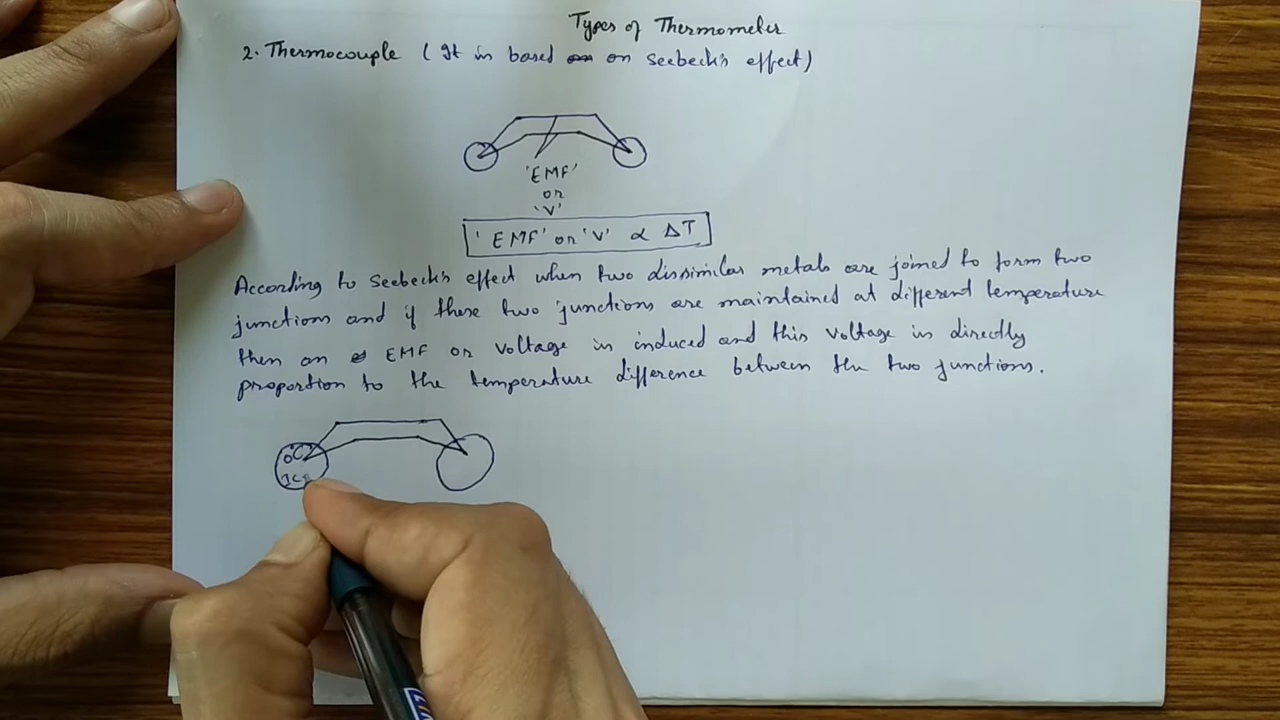 Types of Thermometer
2. Thermocouple (It is based on on Seebeck's effect)
'EMF'
or
'V'
'EMF' or 'V' ∝ ΔT
According to Seebeck's effect when two dissimilar metals are joined to form two
junctions and if these two junctions are maintained at different temperature
then an EMF or voltage is induced and this voltage is directly
proportion to the temperature difference between the two junctions.
0°C
ICE